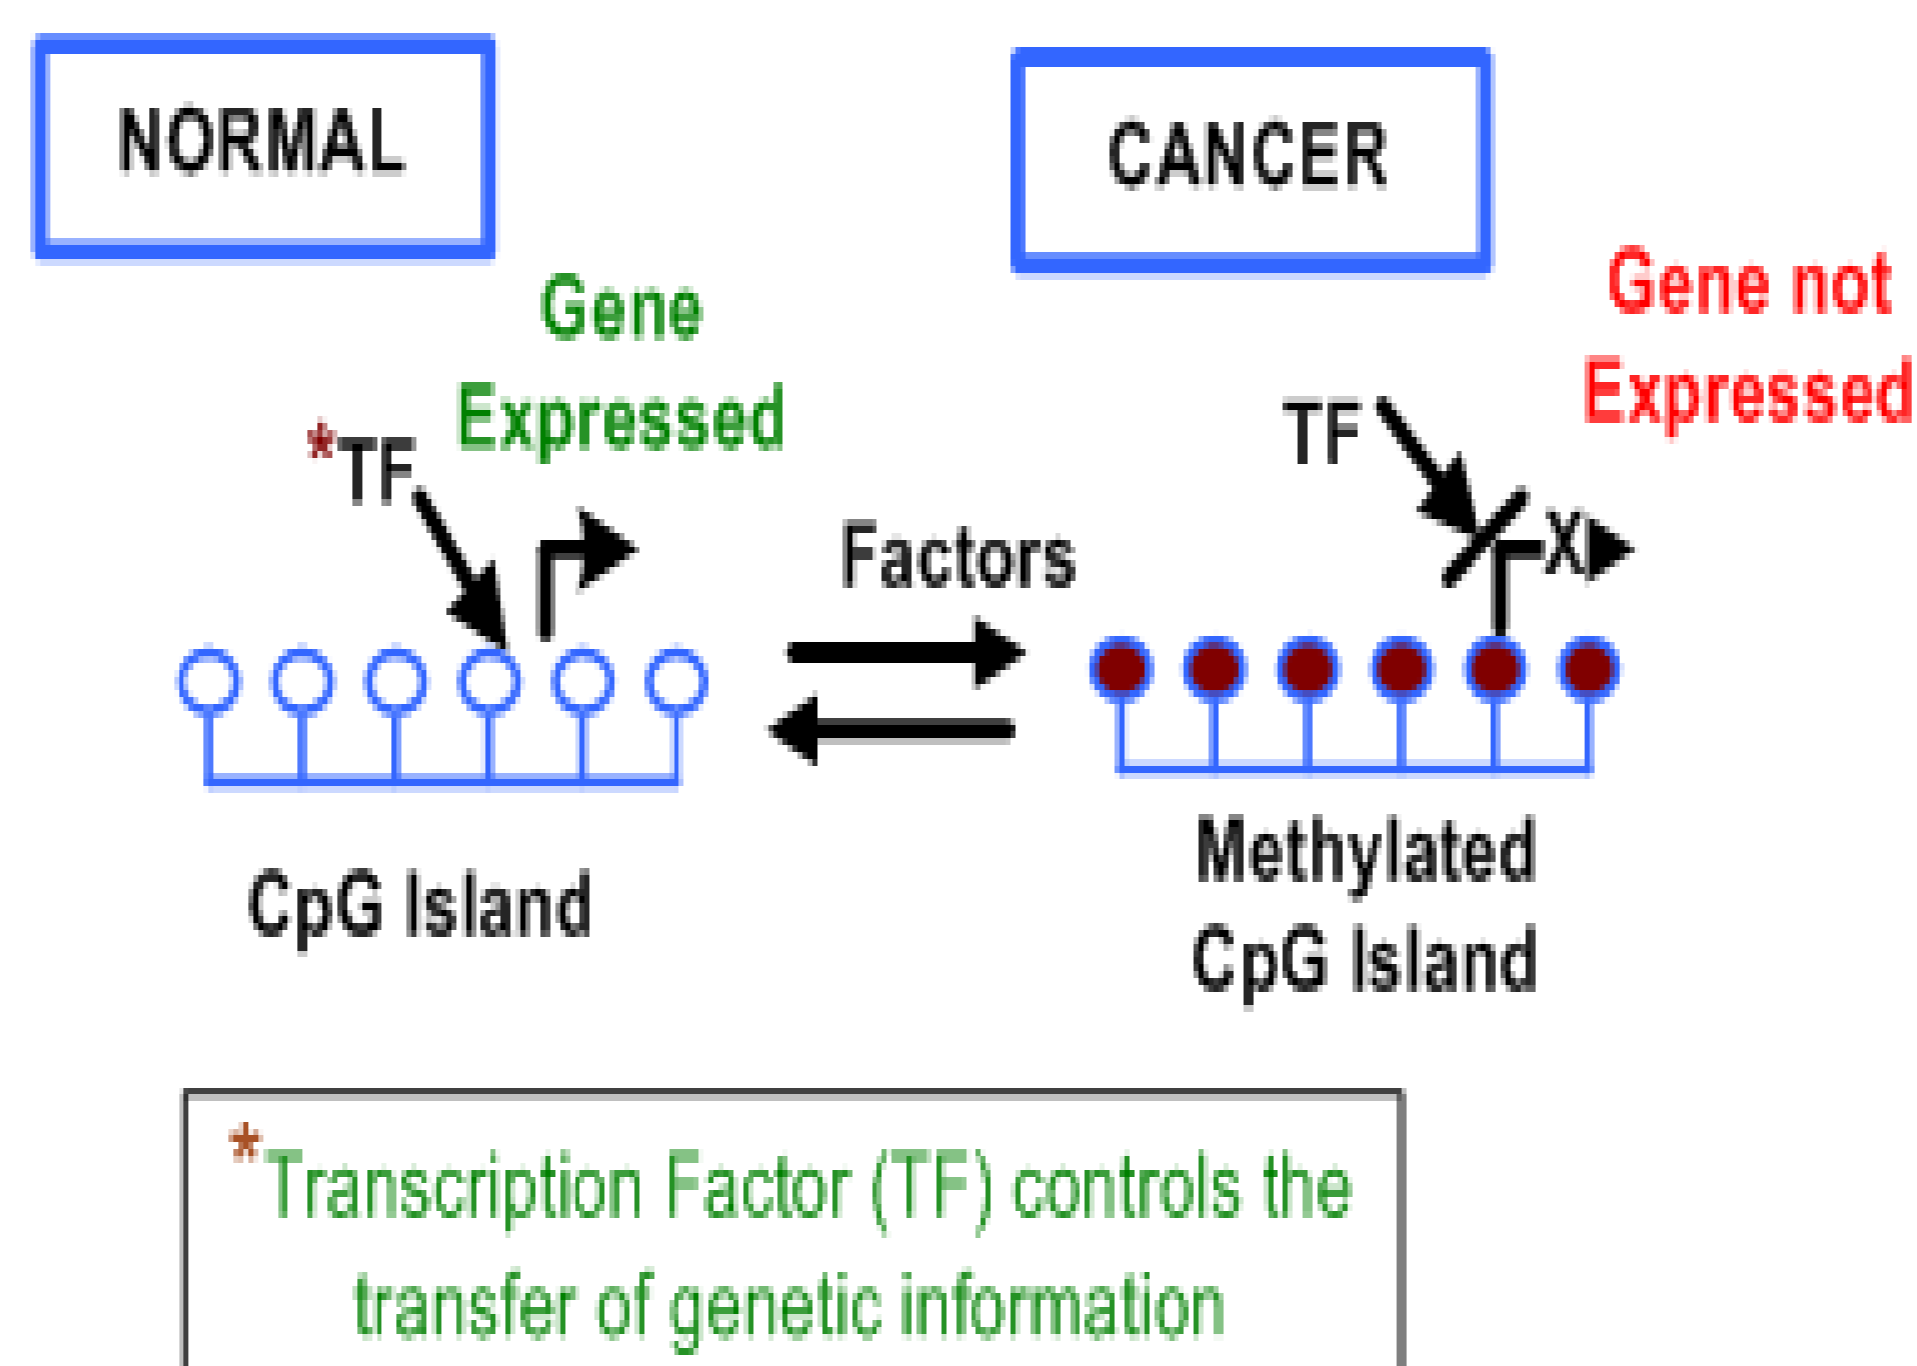 NORMAL
CANCER
Gene
Expressed
Gene not
Expressed
*TF
TF
X
Factors
CpG Island
Methylated
CpG Island
*Transcription Factor (TF) controls the
transfer of genetic information